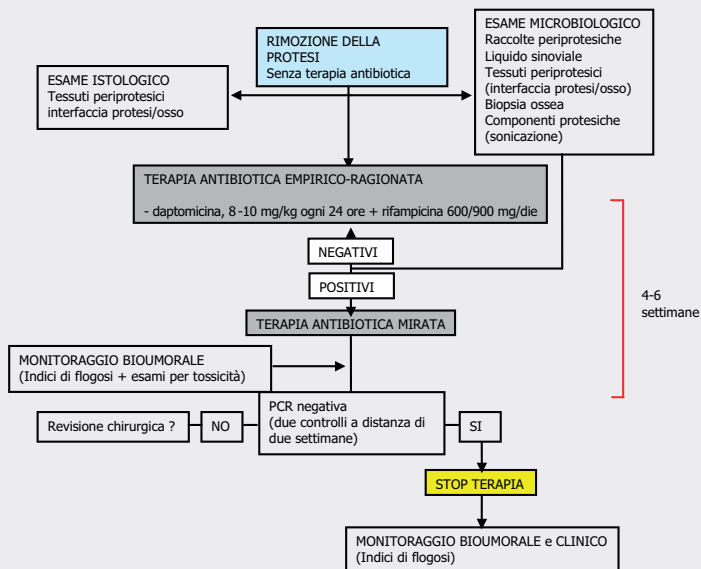 RIMOZIONE DELLA
PROTESI
Senza terapia antibiotica
ESAME MICROBIOLOGICO
Raccolte periprotesiche
Liquido sinoviale
Tessuti periprotesici
(interfaccia protesi/osso)
Biopsia ossea
Componenti protesiche
(sonicazione)
ESAME ISTOLOGICO
Tessuti periprotesici
interfaccia protesi/osso
TERAPIA ANTIBIOTICA EMPIRICO-RAGIONATA
- daptomicina, 8 -10 mg/kg ogni 24 ore + rifampicina 600/900 mg/die
NEGATIVI
POSITIVI
4-6
settimane
TERAPIA ANTIBIOTICA MIRATA
MONITORAGGIO BIOUMORALE
(Indici di flogosi + esami per tossicità)
PCR negativa
(due controlli a distanza di
due settimane)
Revisione chirurgica ?
NO
SI
STOP TERAPIA
MONITORAGGIO BIOUMORALE e CLINICO
(Indici di flogosi)